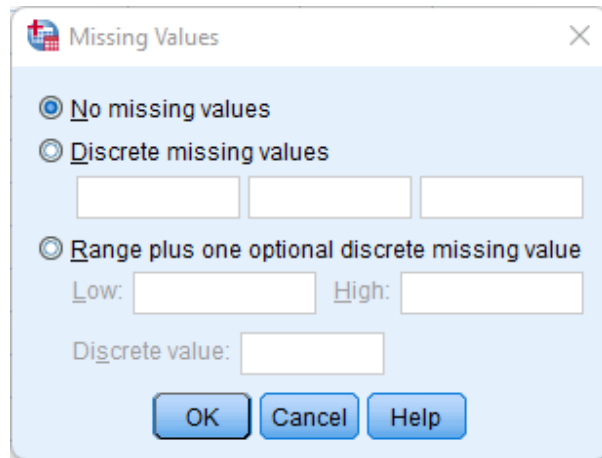 Missing Values
No missing values
Discrete missing values
Range plus one optional discrete missing value
Low: High:
Discrete value:
OK Cancel Help